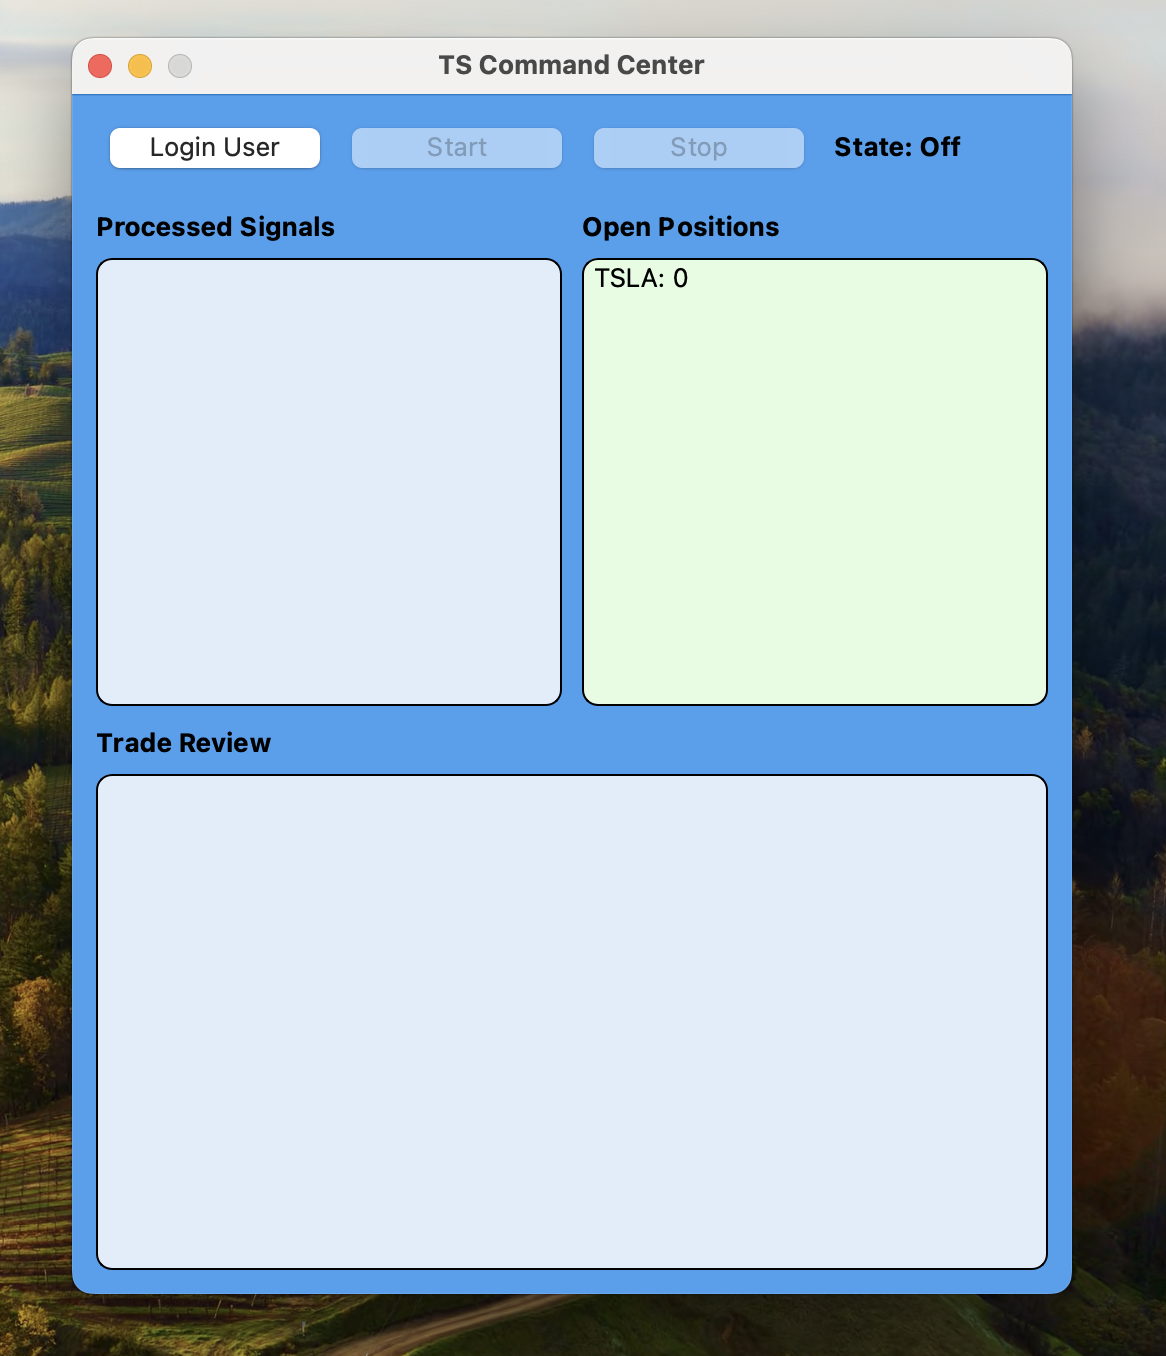 TS Command Center
Login User
Start
Stop
State: Off
Processed Signals
Open Positions
TSLA: 0
Trade Review